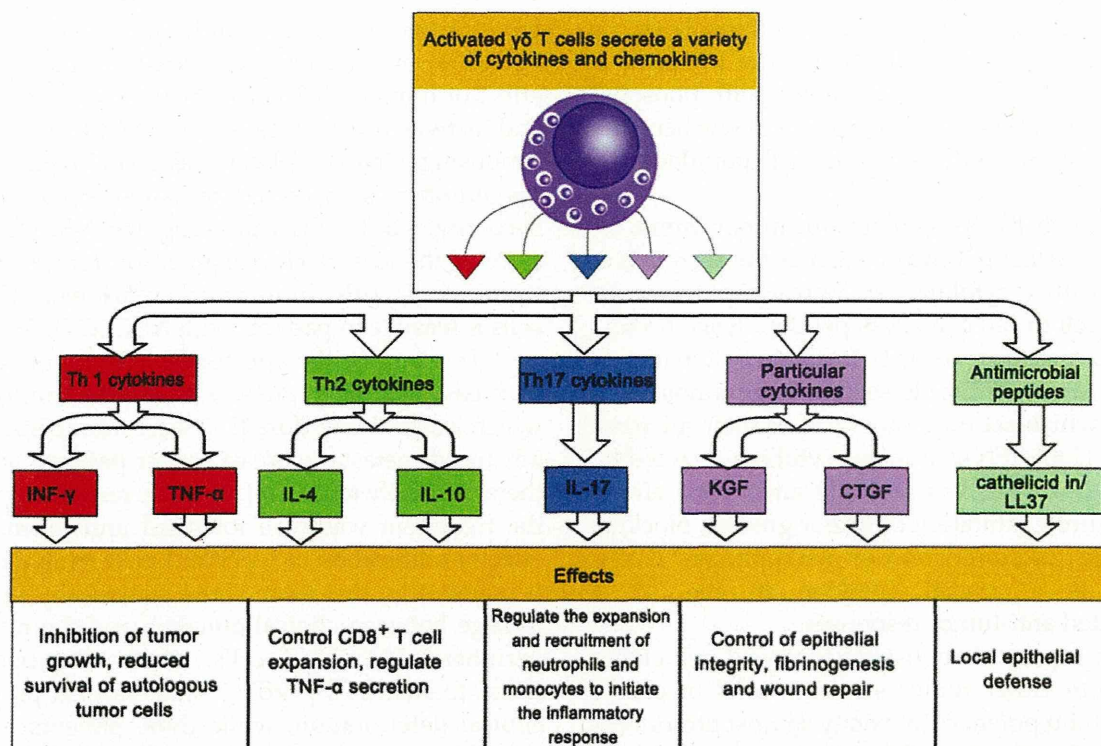 Activated γδ T cells secrete a variety
of cytokines and chemokines
Th 1 cytokines
Th2 cytokines
Th17 cytokines
Particular
cytokines
Antimicrobial
peptides
INF-γ
TNF-α
IL-4
IL-10
IL-17
KGF
CTGF
cathelicid in/
LL37
Effects
Inhibition of tumor
growth, reduced
survival of autologous
tumor cells
Control CD8⁺ T cell
expansion, regulate
TNF-α secretion
Regulate the expansion
and recruitment of
neutrophils and
monocytes to initiate
the inflammatory
response
Control of epithelial
integrity, fibrinogenesis
and wound repair
Local epithelial
defense